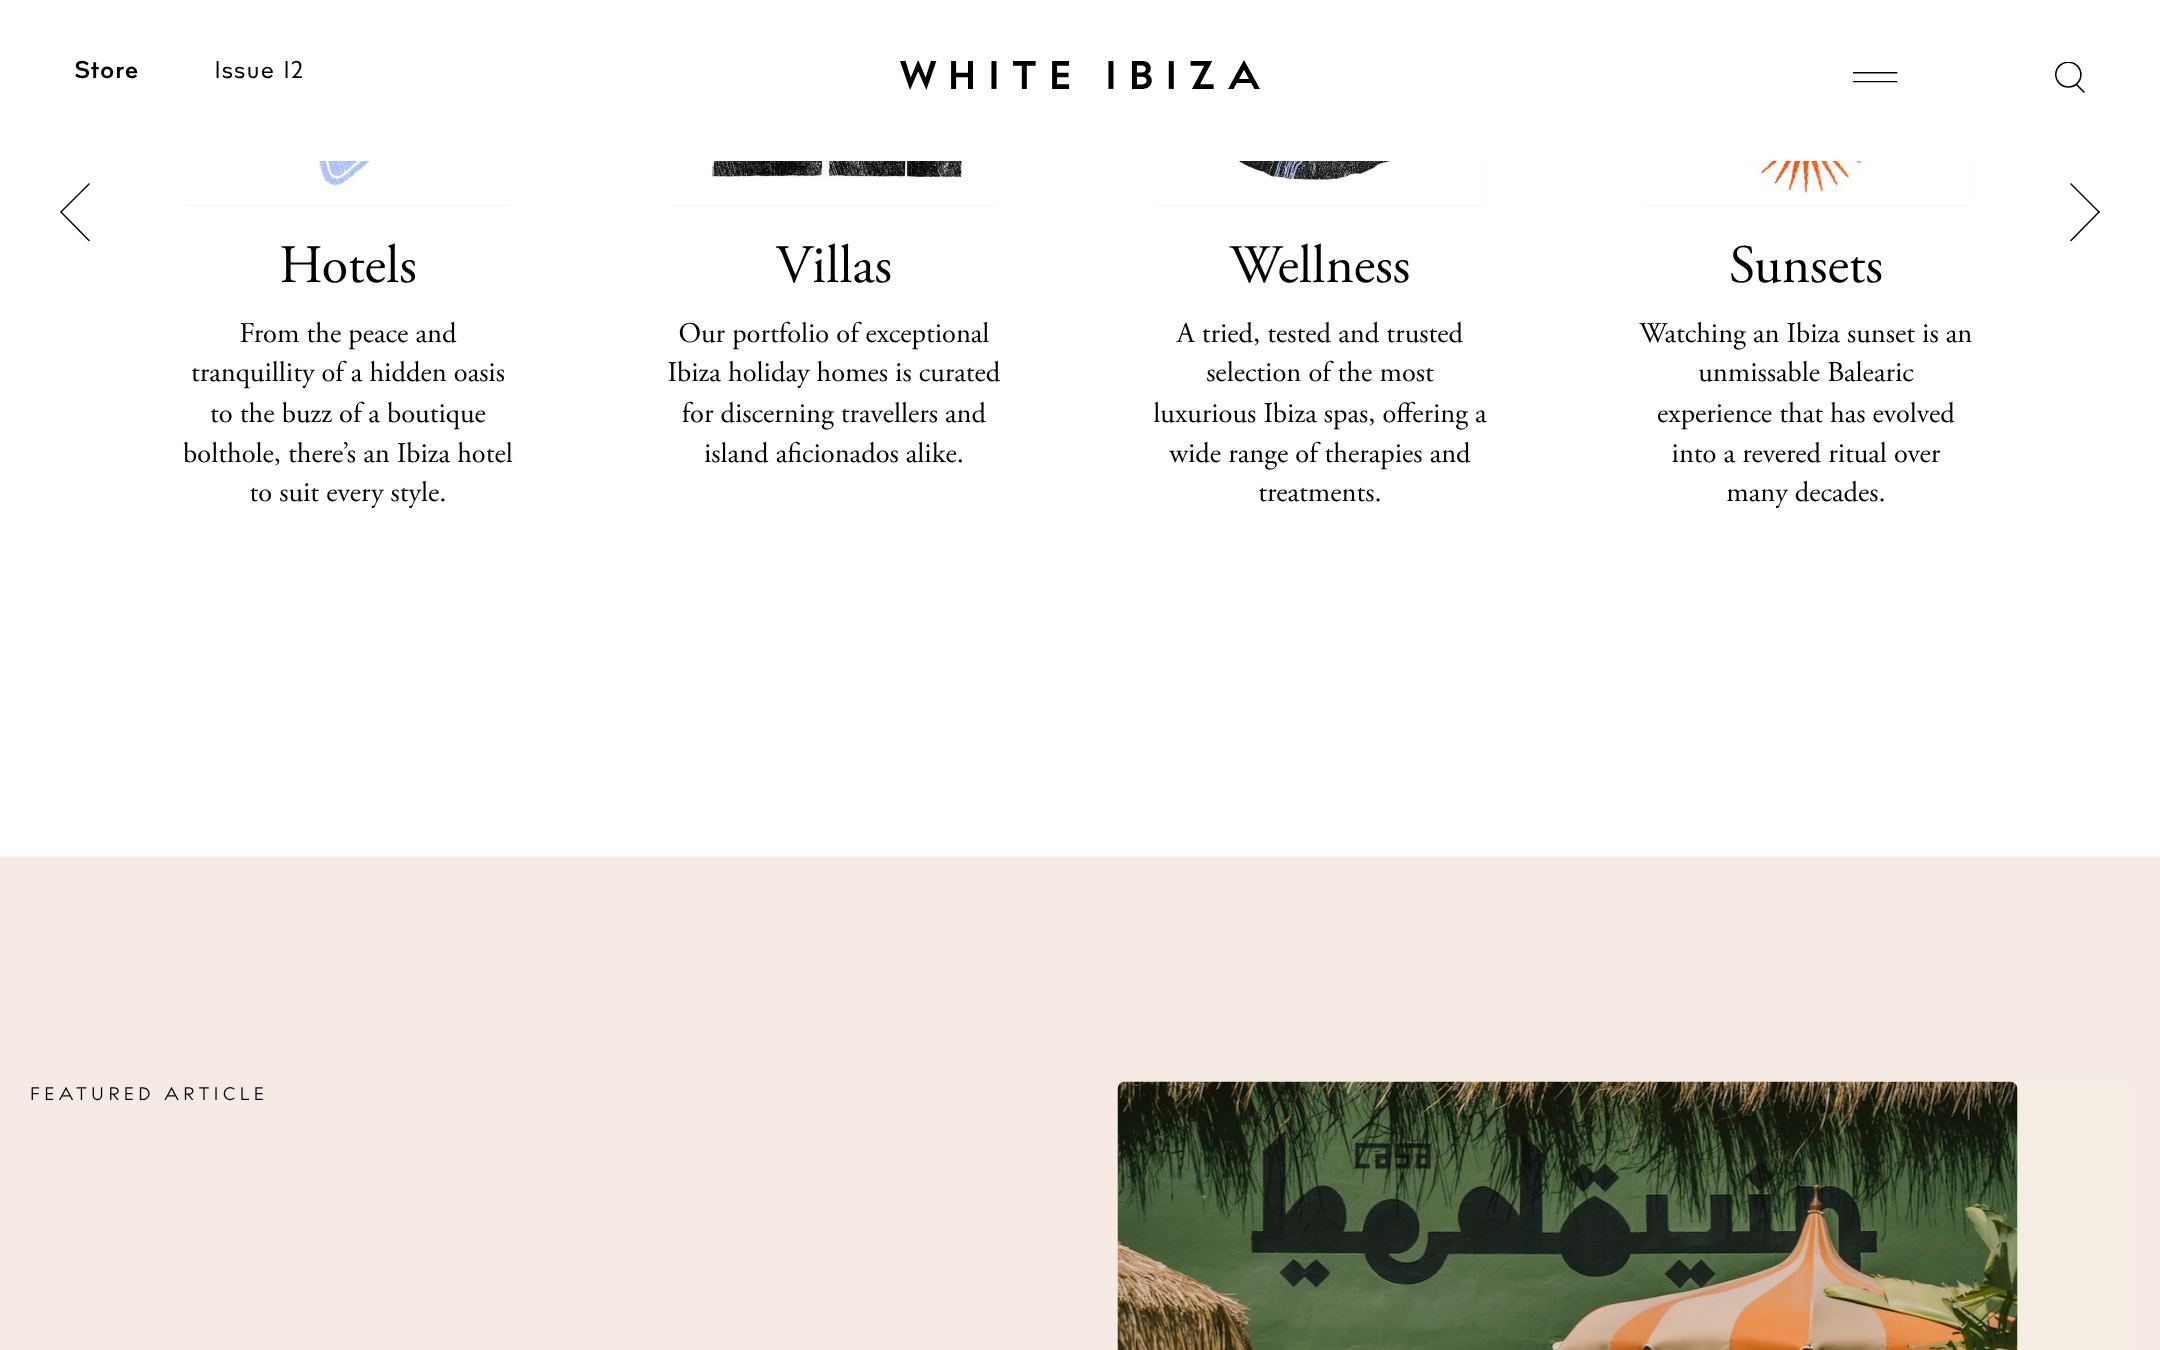 Store
Issue 12
WHITE IBIZA
Hotels
From the peace and
tranquillity of a hidden oasis
to the buzz of a boutique
bolthole, there’s an Ibiza hotel
to suit every style.
Villas
Our portfolio of exceptional
Ibiza holiday homes is curated
for discerning travellers and
island aficionados alike.
Wellness
A tried, tested and trusted
selection of the most
luxurious Ibiza spas, offering a
wide range of therapies and
treatments.
Sunsets
Watching an Ibiza sunset is an
unmissable Balearic
experience that has evolved
into a revered ritual over
many decades.
FEATURED ARTICLE
casa